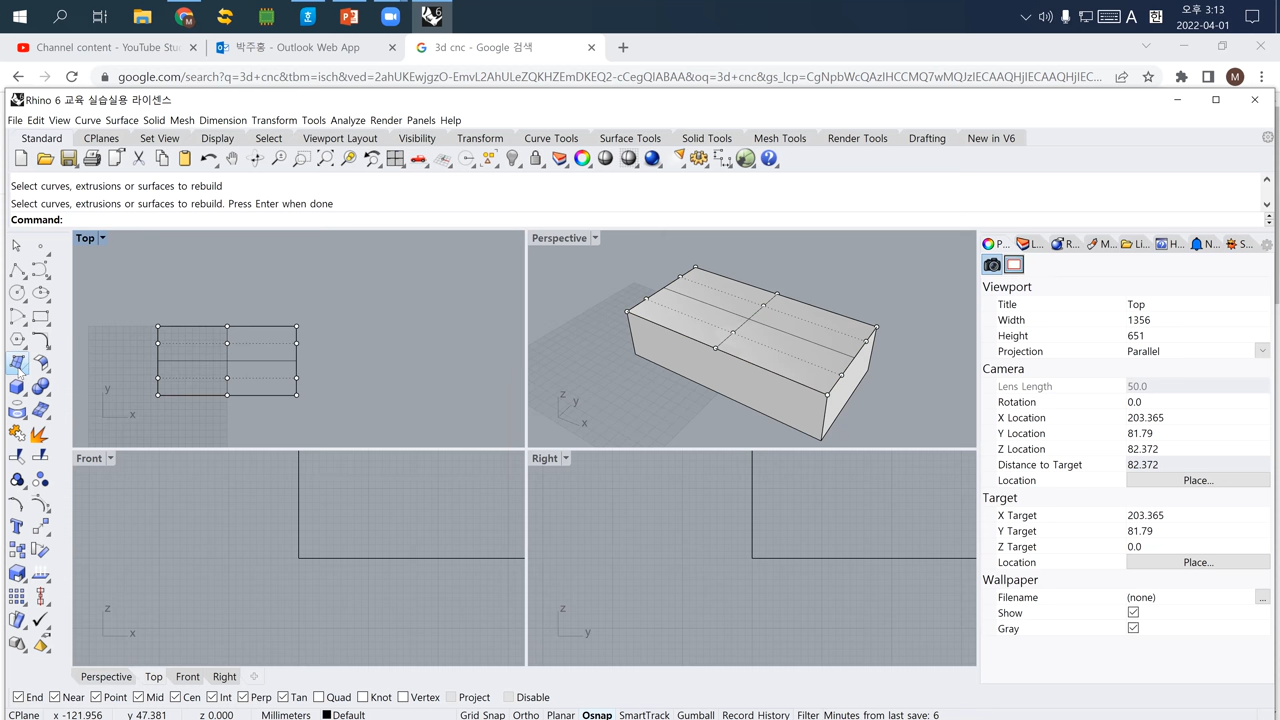 6
A
한
오후 3:13
2022-04-01
Channel content - YouTube Stu
박주홍 - Outlook Web App
3d cnc - Google 검색
google.com/search?q=3d+cnc&tbm=isch&ved=2ahUKEwjgzO-EmvL2AhULeZQKHZEmDKEQ2-cCegQIABAA&oq=3d+cnc&gs_lcp=CgNpbWcQAzIHCCMQ7wMQJzIECAAQHjIECAAQHjIEC...
M
Rhino 6 교육 실습실용 라이센스
File Edit View Curve Surface Solid Mesh Dimension Transform Tools Analyze Render Panels Help
Standard CPlanes Set View Display Select Viewport Layout Visibility Transform Curve Tools Surface Tools Solid Tools Mesh Tools Render Tools Drafting New in V6
Select curves, extrusions or surfaces to rebuild
Select curves, extrusions or surfaces to rebuild. Press Enter when done
Command:
Top
Perspective
P... L... R... M... Li... H... N... S...
Viewport
Title Top
Width 1356
Height 651
Projection Parallel
Camera
Lens Length 50.0
Rotation 0.0
X Location 203.365
Y Location 81.79
Z Location 82.372
Distance to Target 82.372
Location Place...
Target
X Target 203.365
Y Target 81.79
Z Target 0.0
Location Place...
Wallpaper
Filename (none) ...
Show
Gray
y
x
z
y
x
Front
Right
z
x
z
y
Perspective Top Front Right
End Near Point Mid Cen Int Perp Tan Quad Knot Vertex Project Disable
CPlane x -121.956 y 47.381 z 0.000 Millimeters Default Grid Snap Ortho Planar Osnap SmartTrack Gumball Record History Filter Minutes from last save: 6